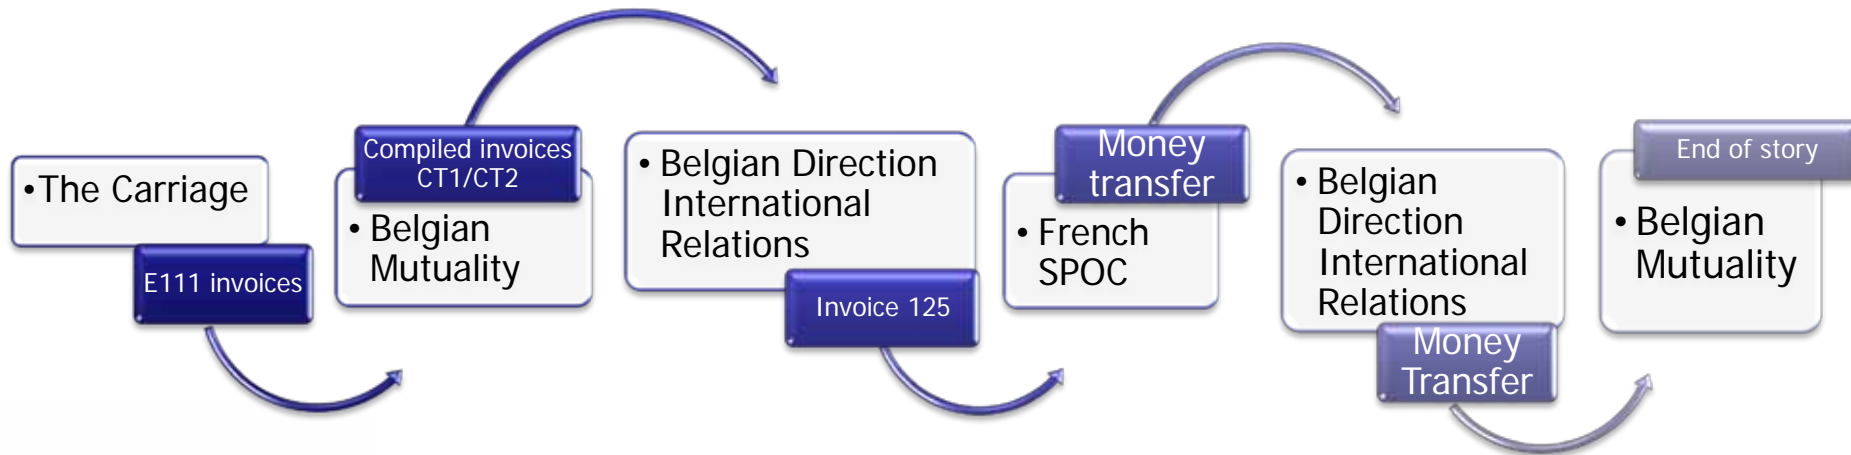 •The Carriage
E111 invoices
Compiled invoices
CT1/CT2
• Belgian
Mutuality
• Belgian Direction
International
Relations
Invoice 125
Money
transfer
• French
SPOC
• Belgian
Direction
International
Relations
Money
Transfer
End of story
• Belgian
Mutuality